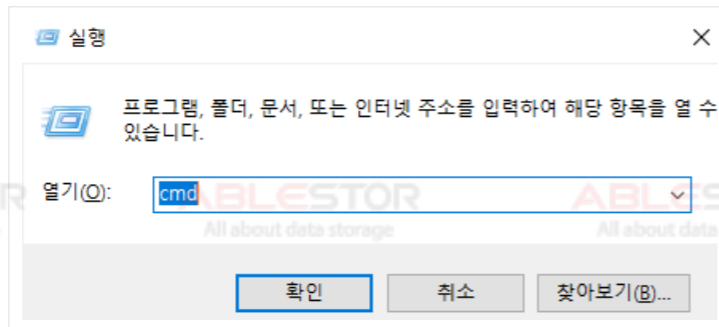 실행
프로그램, 폴더, 문서, 또는 인터넷 주소를 입력하여 해당 항목을 열 수
있습니다.
열기(O):
cmd
ABLESTOR
All about data storage
All about data
확인
취소
찾아보기(B)...